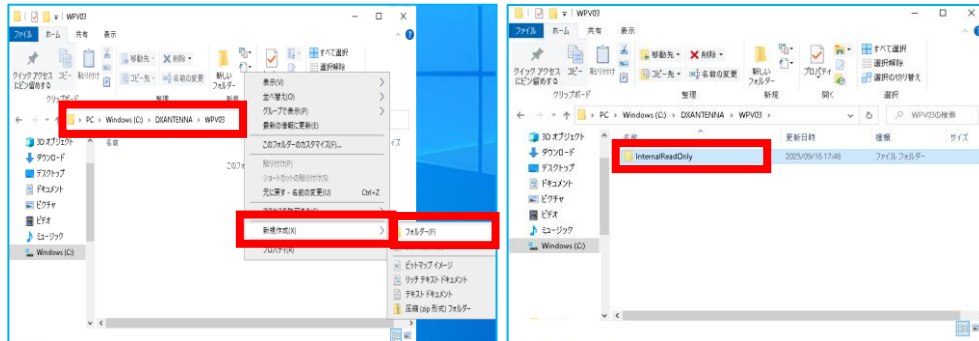 WPV03
ファイル ホーム 共有 表示
クイック アクセス
にピン留めする
コピー
貼り付け
移動先
削除
コピー先
名前の変更
新しい
フォルダー
すべて選択
選択解除
クリップボード
整理
新規
PC > Windows (C:) > DXANTENNA > WPV03
3D オブジェクト
ダウンロード
デスクトップ
ドキュメント
ピクチャ
ビデオ
ミュージック
Windows (C:)
名前
表示(V)
並べ替え(O)
グループで表示(P)
最新の情報に更新(E)
このフォルダーのカスタマイズ(F)...
貼り付け(P)
ショートカットの貼り付け(S)
元に戻す - 名前の変更(U) Ctrl+Z
新規作成(X)
プロパティ(R)
フォルダー(F)
ビットマップ イメージ
リッチ テキスト ドキュメント
テキスト ドキュメント
圧縮 (zip 形式) フォルダー
WPV03
ファイル ホーム 共有 表示
クイック アクセス
にピン留めする
コピー
貼り付け
移動先
削除
コピー先
名前の変更
新しい
フォルダー
プロパティ
すべて選択
選択解除
選択の切り替え
クリップボード
整理
新規
開く
選択
PC > Windows (C:) > DXANTENNA > WPV03 >
WPV03の検索
3D オブジェクト
ダウンロード
デスクトップ
ドキュメント
ピクチャ
ビデオ
ミュージック
Windows (C:)
名前 更新日時 種類 サイズ
InternalReadOnly 2025/09/16 17:48 ファイル フォルダー